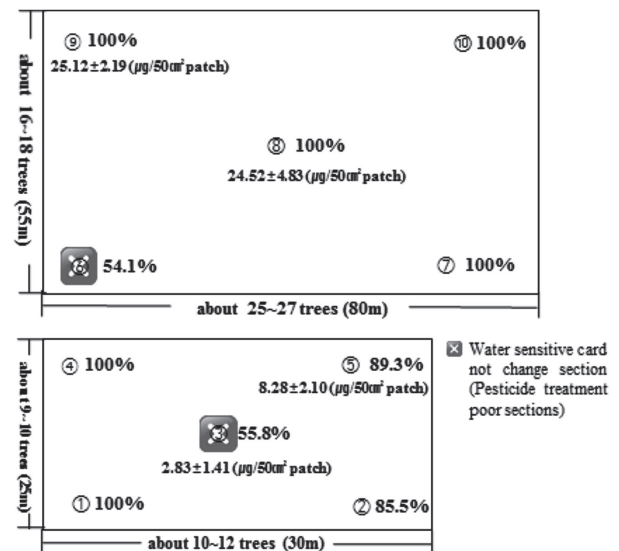 ⑨ 100%
⑩ 100%
25.12±2.19 (㎍/50㎠ patch)
about 16~18 trees (55m)
⑧ 100%
24.52±4.83 (㎍/50㎠ patch)
⑥ 54.1%
⑦ 100%
about 25~27 trees (80m)
④ 100%
⑤ 89.3%
8.28±2.10 (㎍/50㎠ patch)
about 9~10 trees (25m)
③ 55.8%
2.83±1.41 (㎍/50㎠ patch)
① 100%
② 85.5%
about 10~12 trees (30m)
Water sensitive card
not change section
(Pesticide treatment
poor sections)